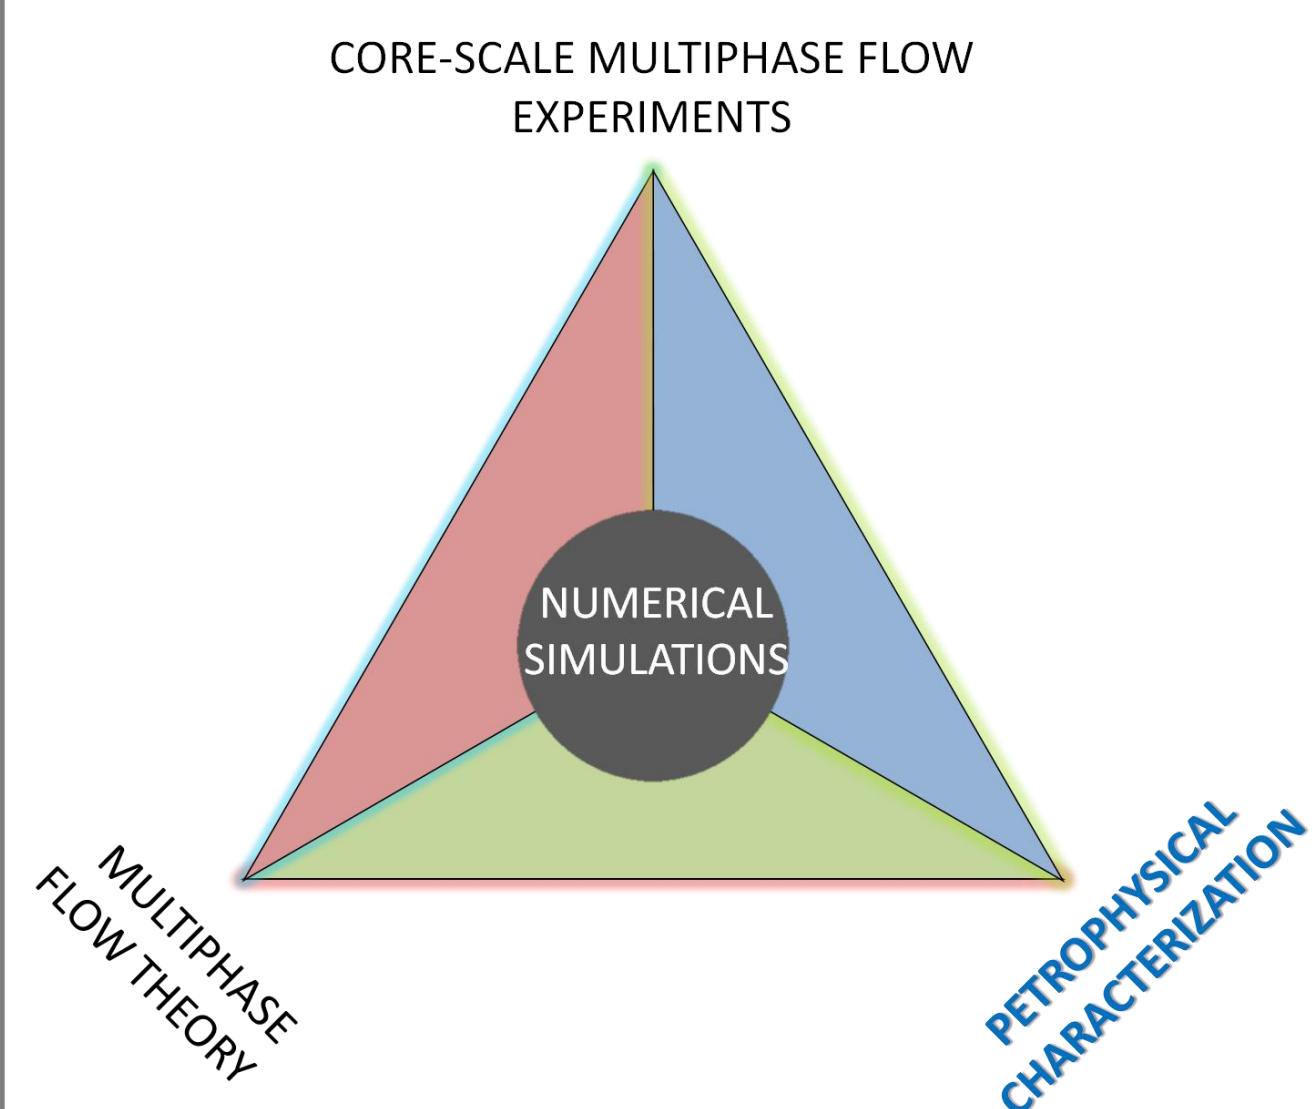 CORE-SCALE MULTIPHASE FLOW
EXPERIMENTS
NUMERICAL
SIMULATIONS
MULTIPHASE
FLOW THEORY
PETROPHYSICAL
CHARACTERIZATION